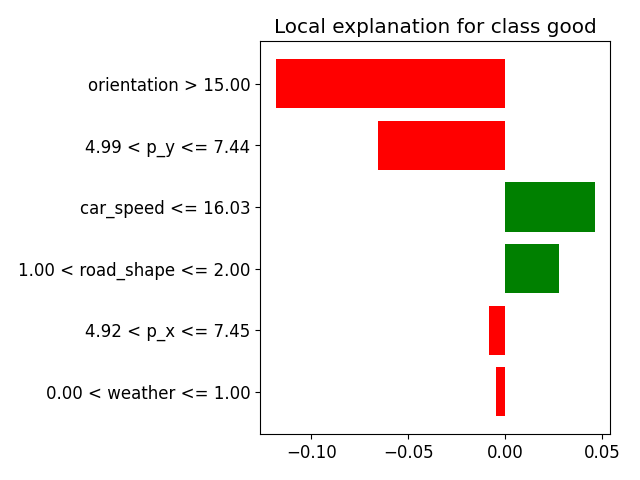 Local explanation for class good
orientation > 15.00
4.99 < p_y <= 7.44
car_speed <= 16.03
1.00 < road_shape <= 2.00
4.92 < p_x <= 7.45
0.00 < weather <= 1.00
−0.10 −0.05 0.00 0.05